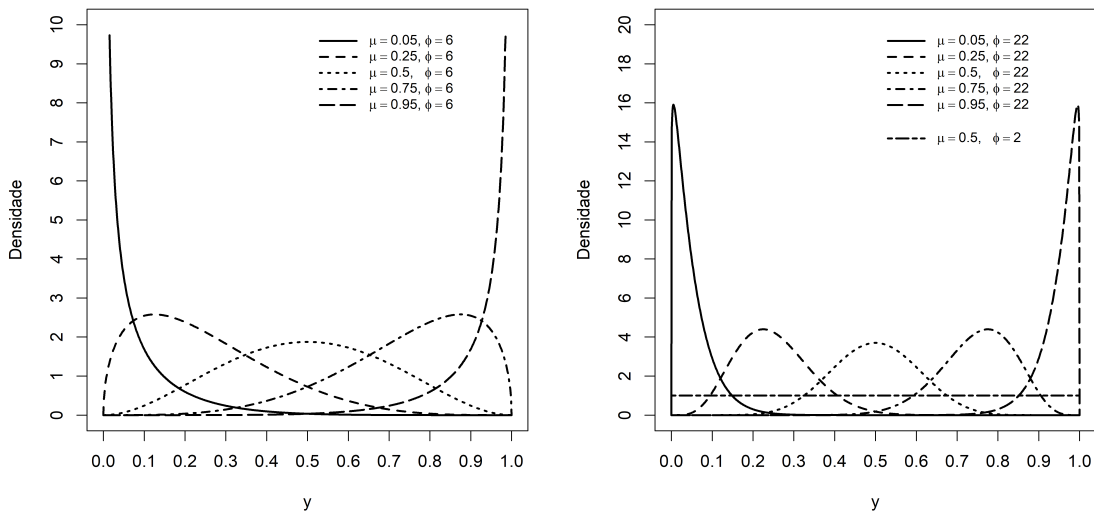 10
9
8
7
6
5
4
3
2
1
0
Densidade
μ = 0.05, ϕ = 6
μ = 0.25, ϕ = 6
μ = 0.5, ϕ = 6
μ = 0.75, ϕ = 6
μ = 0.95, ϕ = 6
0.0 0.1 0.2 0.3 0.4 0.5 0.6 0.7 0.8 0.9 1.0
y
20
18
16
14
12
10
8
6
4
2
0
Densidade
μ = 0.05, ϕ = 22
μ = 0.25, ϕ = 22
μ = 0.5, ϕ = 22
μ = 0.75, ϕ = 22
μ = 0.95, ϕ = 22
μ = 0.5, ϕ = 2
0.0 0.1 0.2 0.3 0.4 0.5 0.6 0.7 0.8 0.9 1.0
y